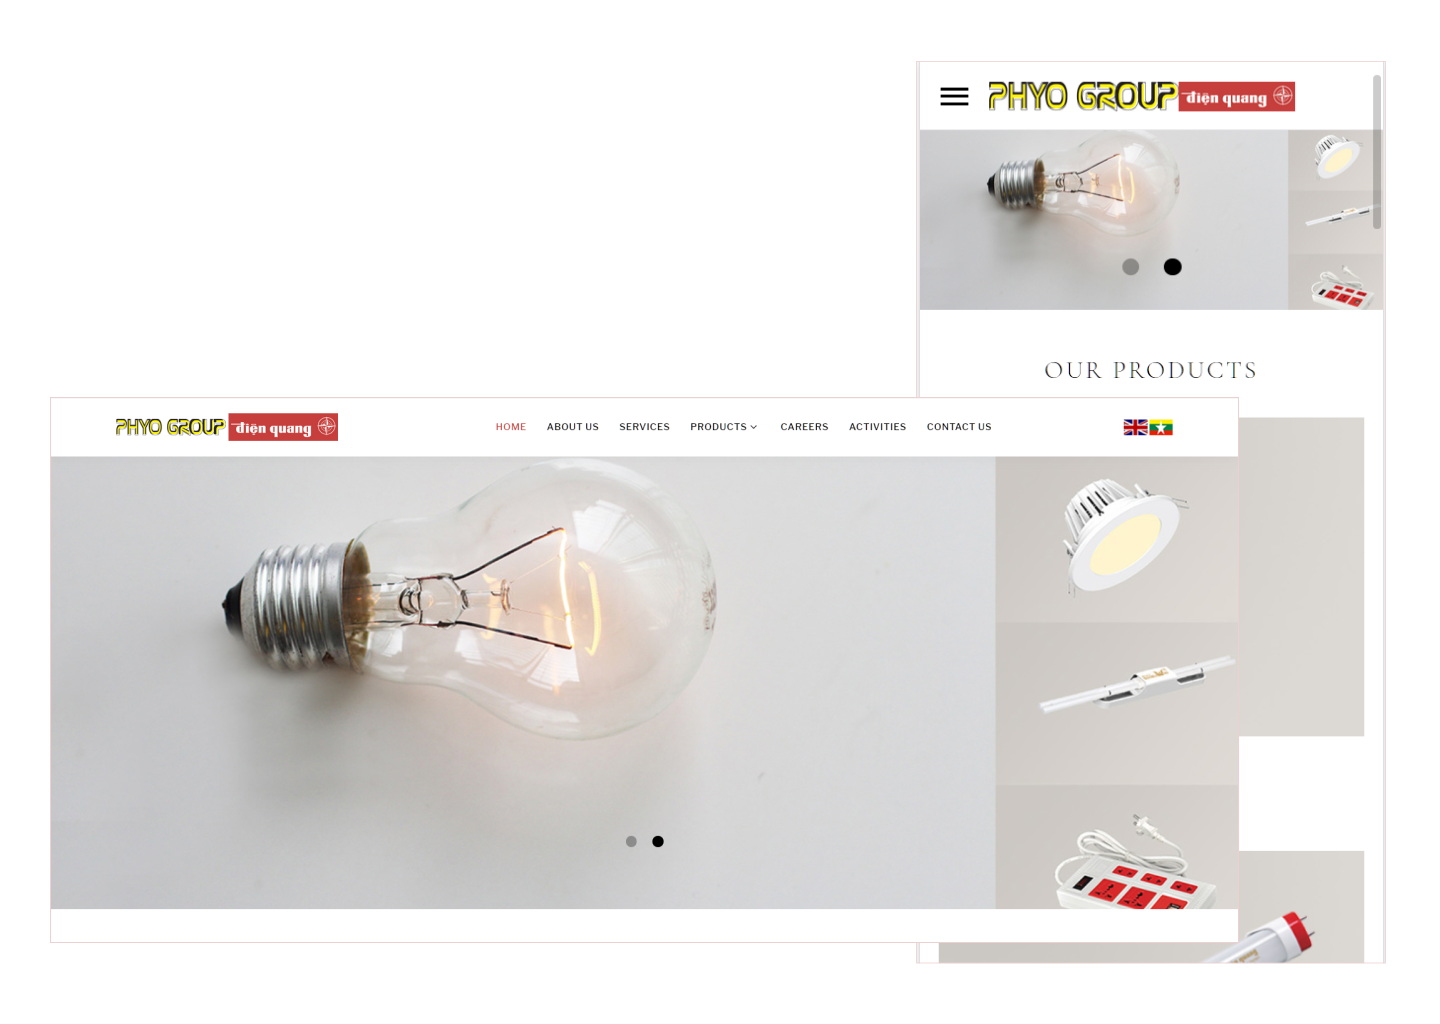 PHYO GROUP điện quang
OUR PRODUCTS
PHYO GROUP điện quang
HOME ABOUT US SERVICES PRODUCTS CAREERS ACTIVITIES CONTACT US